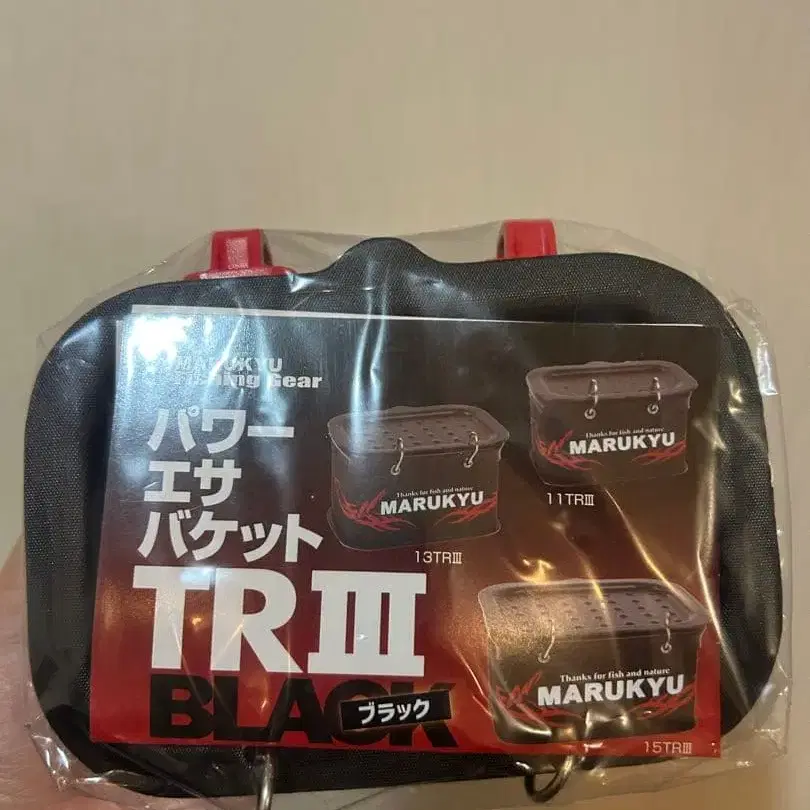 MARUKYU
Fishing Gear
パワー
エサ
バケット
TRⅢ
BLACK
ブラック
Thanks for fish and nature
MARUKYU
13TRⅢ
Thanks for fish and nature
MARUKYU
11TRⅢ
Thanks for fish and nature
MARUKYU
15TRⅢ